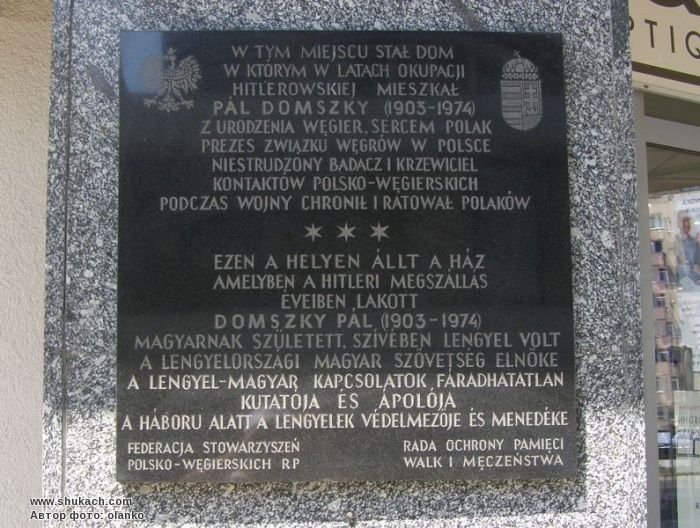 W TYM MIEJSCU STAŁ DOM
W KTÓRYM W LATACH OKUPACJI
HITLEROWSKIEJ MIESZKAŁ
PÁL DOMSZKY (1903-1974)
Z URODZENIA WĘGIER, SERCEM POLAK
PREZES ZWIĄZKU WĘGRÓW W POLSCE
NIESTRUDZONY BADACZ I KRZEWICIEL
KONTAKTÓW POLSKO-WĘGIERSKICH
PODCZAS WOJNY CHRONIŁ I RATOWAŁ POLAKÓW
EZEN A HELYEN ÁLLT A HÁZ
AMELYBEN A HITLERI MEGSZÁLLÁS
ÉVEIBEN LAKOTT
DOMSZKY PÁL (1903-1974)
MAGYARNAK SZÜLETETT, SZÍVÉBEN LENGYEL VOLT
A LENGYELORSZÁGI MAGYAR SZÖVETSÉG ELNÖKE
A LENGYEL-MAGYAR KAPCSOLATOK FÁRADHATATLAN
KUTATÓJA ÉS ÁPOLÓJA
A HÁBORU ALATT A LENGYELEK VÉDELMEZŐJE ÉS MENEDÉKE
FEDERACJA STOWARZYSZEŃ
POLSKO-WĘGIERSKICH RP
RADA OCHRONY PAMIĘCI
WALK I MĘCZEŃSTWA
PTIQ
www.shukach.com
Автор фото: olanko